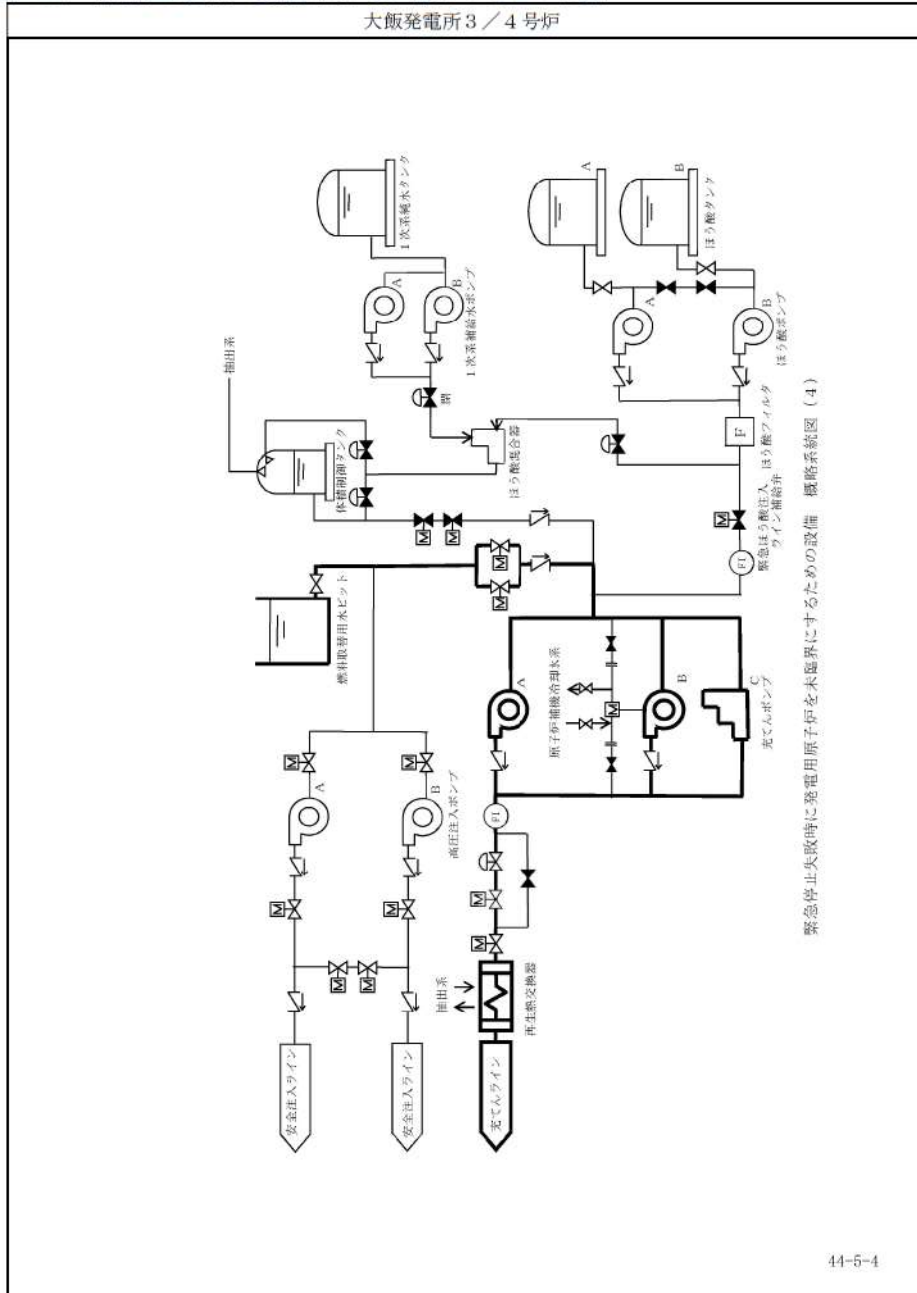 大飯発電所3／4号炉
抽出系
1次系純水タンク
A
B
1次系補給水ポンプ
閉
ほう酸混合器
体積制御タンク
A
B
ほう酸タンク
A
B
ほう酸ポンプ
F
ほう酸フィルタ
M
緊急ほう酸注入
ライン補給弁
FI
M
M
燃料取替用水ピット
M
M
M
A
M
B
高圧注入ポンプ
M
M
M
M
安全注入ライン
安全注入ライン
A
原子炉補機冷却水系
M
B
C
充てんポンプ
FI
M
M
抽出系
再生熱交換器
充てんライン
緊急停止失敗時に発電用原子炉を未臨界にするための設備　概略系統図（4）
44-5-4